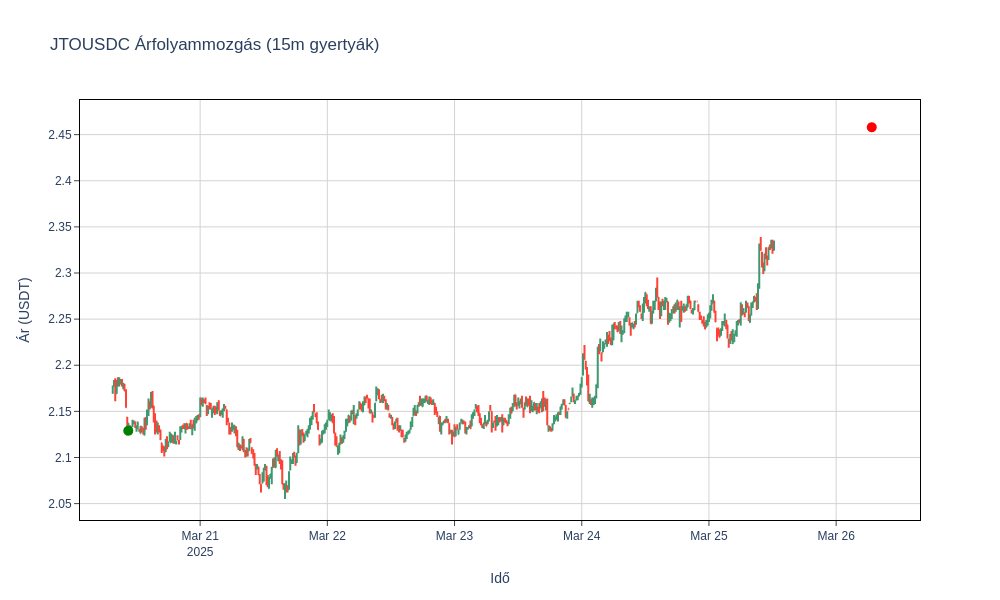 JTOUSDC Árfolyammozgás (15m gyertyák)
Ár (USDT)
2.45
2.4
2.35
2.3
2.25
2.2
2.15
2.1
2.05
Mar 21
2025
Mar 22
Mar 23
Mar 24
Mar 25
Mar 26
Idő